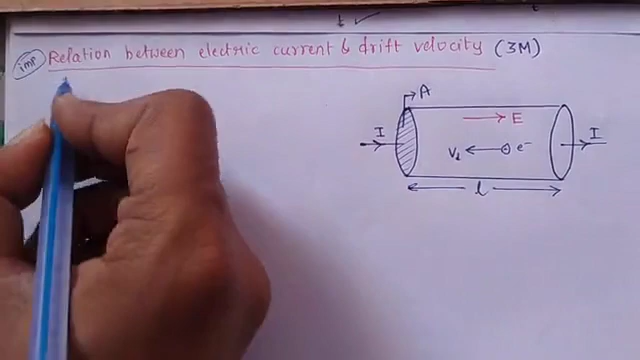 imp Relation between electric current & drift velocity (3M)
A
E
I
I
Vd
e⁻
l